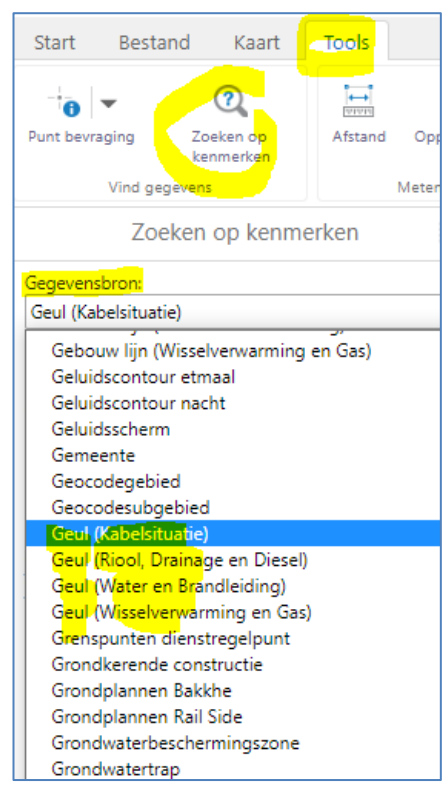 Start Bestand Kaart Tools
Punt bevraging Zoeken op kenmerken Afstand Opp
Vind gegevens Meten
Zoeken op kenmerken
Gegevensbron:
Geul (Kabelsituatie)
Gebouw lijn (Wisselverwarming en Gas)
Geluidscontour etmaal
Geluidscontour nacht
Geluidsscherm
Gemeente
Geocodegebied
Geocodesubgebied
Geul (Kabelsituatie)
Geul (Riool, Drainage en Diesel)
Geul (Water en Brandleiding)
Geul (Wisselverwarming en Gas)
Grenspunten dienstregelpunt
Grondkerende constructie
Grondplannen Bakkhe
Grondplannen Rail Side
Grondwaterbeschermingszone
Grondwatertrap